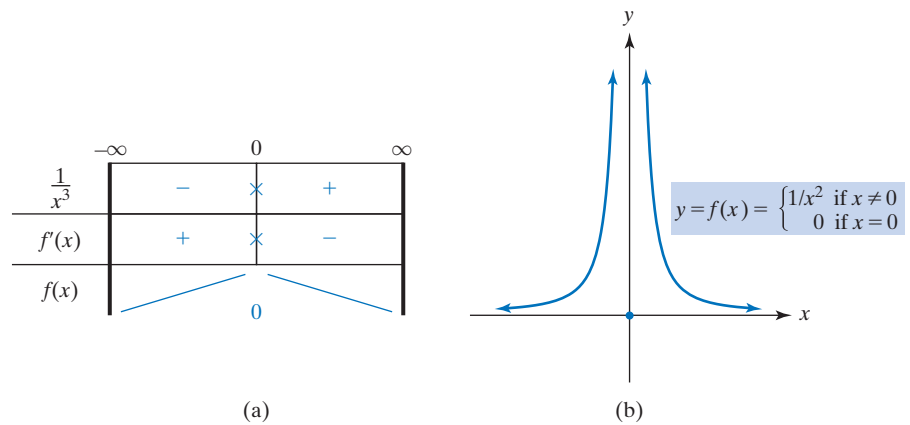 −∞ 0 ∞
1/x³ − × +
f′(x) + × −
f(x) 0
(a)
y
y = f(x) = { 1/x² if x ≠ 0
0 if x = 0
x
(b)